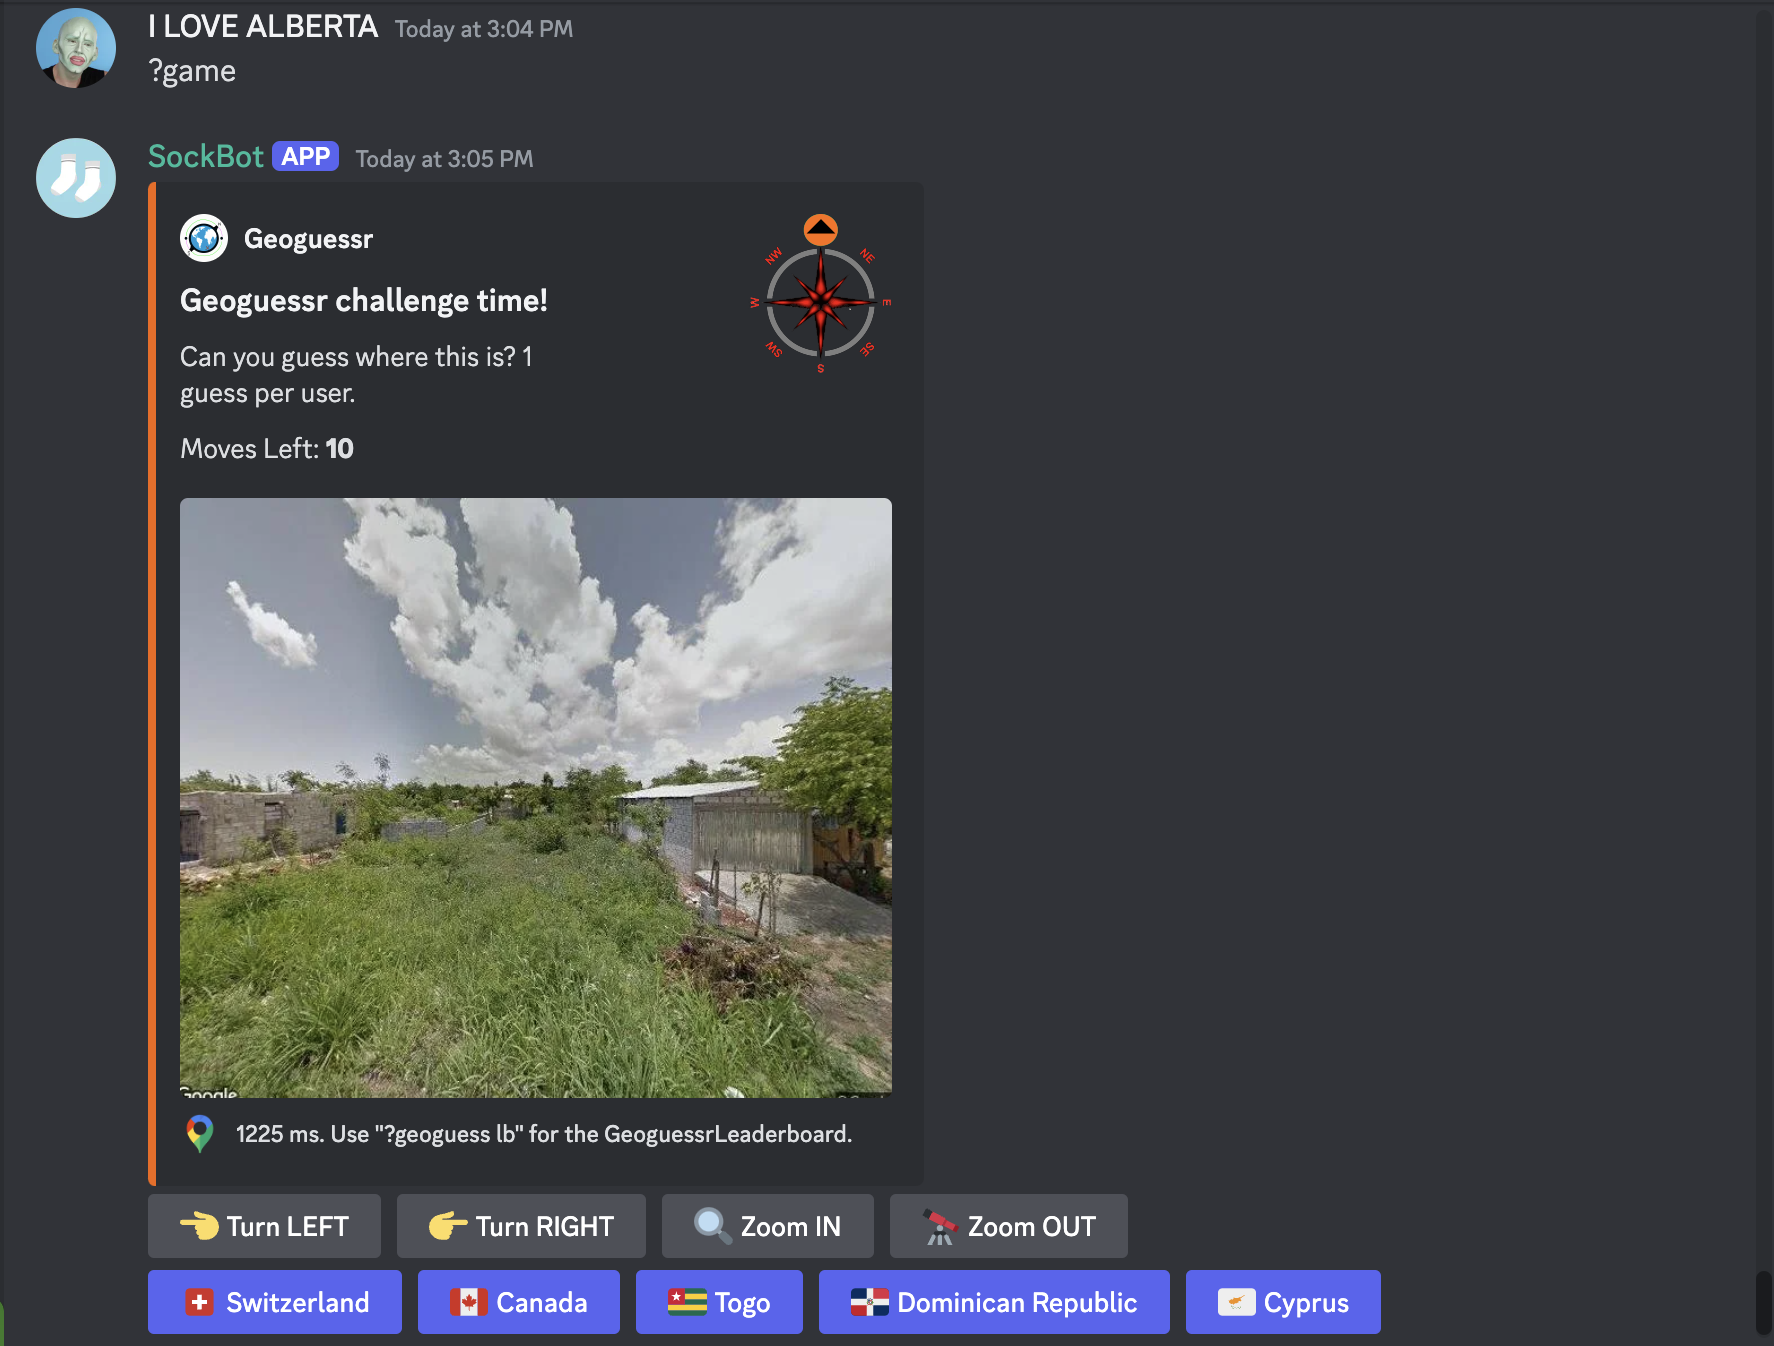 I LOVE ALBERTA Today at 3:04 PM
?game
SockBot APP Today at 3:05 PM
Geoguessr
Geoguessr challenge time!
Can you guess where this is? 1
guess per user.
Moves Left: 10
NW NE
W E
SW SE
S
Google
1225 ms. Use "?geoguess lb" for the GeoguessrLeaderboard.
Turn LEFT Turn RIGHT Zoom IN Zoom OUT
Switzerland Canada Togo Dominican Republic Cyprus